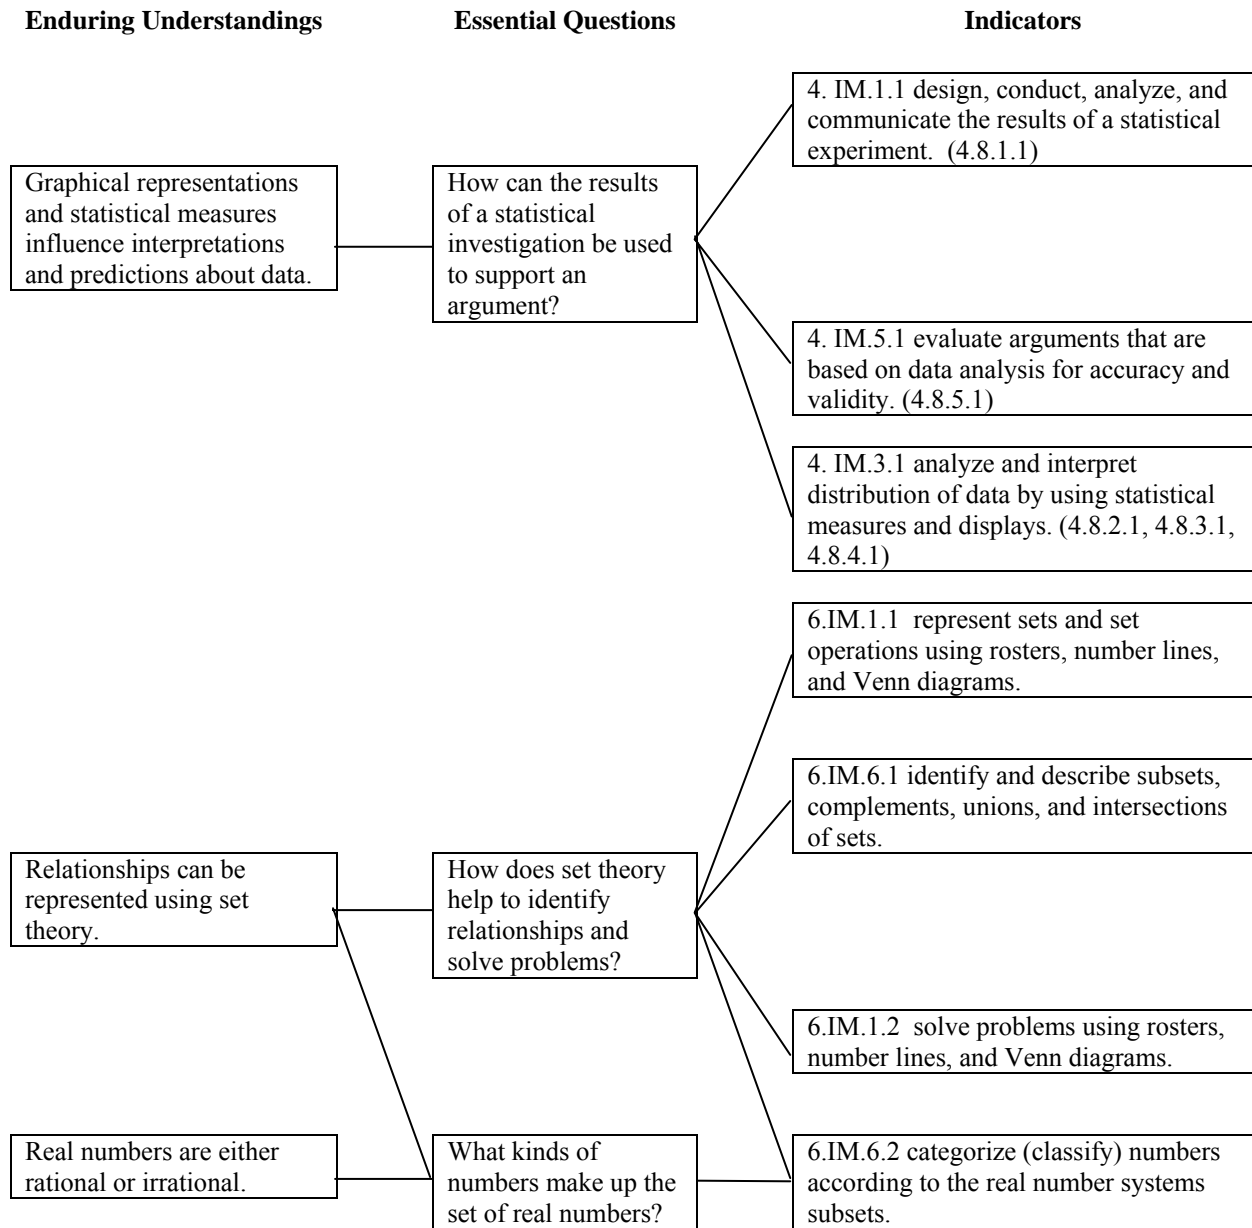 Enduring Understandings
Essential Questions
Indicators
4. IM.1.1 design, conduct, analyze, and
communicate the results of a statistical
experiment.  (4.8.1.1)
Graphical representations
and statistical measures
influence interpretations
and predictions about data.
How can the results
of a statistical
investigation be used
to support an
argument?
4. IM.5.1 evaluate arguments that are
based on data analysis for accuracy and
validity. (4.8.5.1)
4. IM.3.1 analyze and interpret
distribution of data by using statistical
measures and displays. (4.8.2.1, 4.8.3.1,
4.8.4.1)
6.IM.1.1  represent sets and set
operations using rosters, number lines,
and Venn diagrams.
6.IM.6.1 identify and describe subsets,
complements, unions, and intersections
of sets.
Relationships can be
represented using set
theory.
How does set theory
help to identify
relationships and
solve problems?
6.IM.1.2  solve problems using rosters,
number lines, and Venn diagrams.
Real numbers are either
rational or irrational.
What kinds of
numbers make up the
set of real numbers?
6.IM.6.2 categorize (classify) numbers
according to the real number systems
subsets.